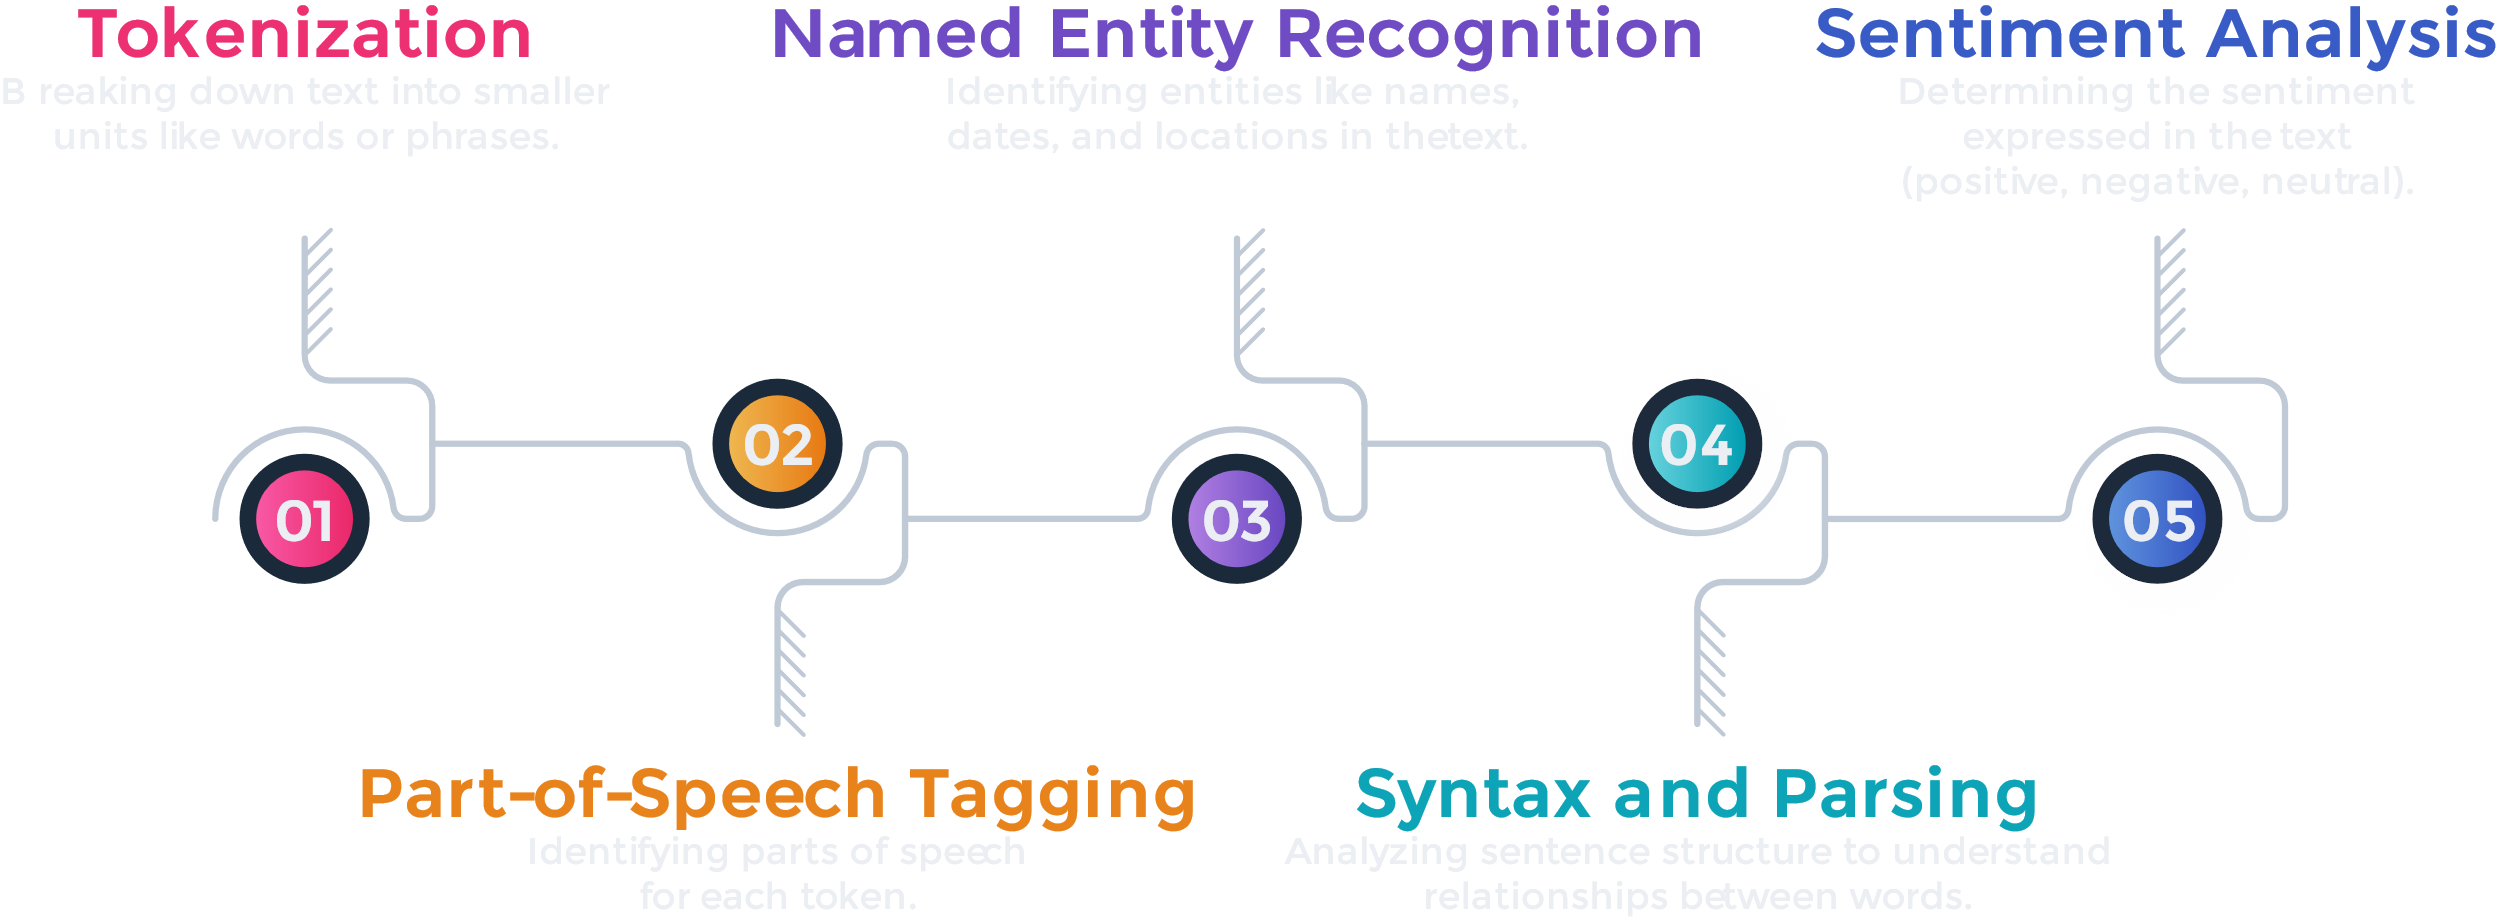 Tokenization
Breaking down text into smaller
units like words or phrases.
Named Entity Recognition
Identifying entities like names,
dates, and locations in the text.
Sentiment Analysis
Determining the sentiment
expressed in the text
(positive, negative, neutral).
01
02
03
04
05
Part-of-Speech Tagging
Identifying parts of speech
for each token.
Syntax and Parsing
Analyzing sentence structure to understand
relationships between words.